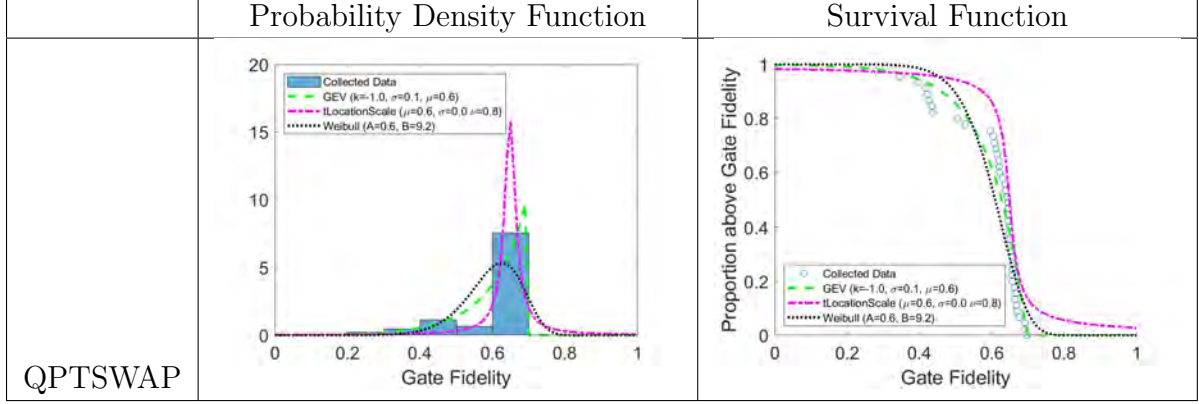 Probability Density Function
Survival Function
20
15
10
5
0
Collected Data
GEV (k=-1.0, σ=0.1, μ=0.6)
tLocationScale (μ=0.6, σ=0.0 ν=0.8)
Weibull (A=0.6, B=9.2)
0 0.2 0.4 0.6 0.8 1
Gate Fidelity
Proportion above Gate Fidelity
1
0.8
0.6
0.4
0.2
0
Collected Data
GEV (k=-1.0, σ=0.1, μ=0.6)
tLocationScale (μ=0.6, σ=0.0 ν=0.8)
Weibull (A=0.6, B=9.2)
0 0.2 0.4 0.6 0.8 1
Gate Fidelity
QPTSWAP